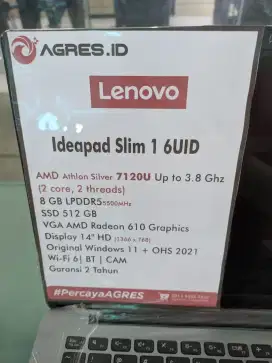 AGRES.ID
Lenovo
Ideapad Slim 1 6UID
AMD Athlon Silver 7120U Up to 3.8 Ghz
(2 core, 2 threads)
8 GB LPDDR5 5500MHz
SSD 512 GB
VGA AMD Radeon 610 Graphics
Display 14" HD (1366 x 768)
Original Windows 11 + OHS 2021
Wi-Fi 6| BT | CAM
Garansi 2 Tahun
#PercayaAGRES